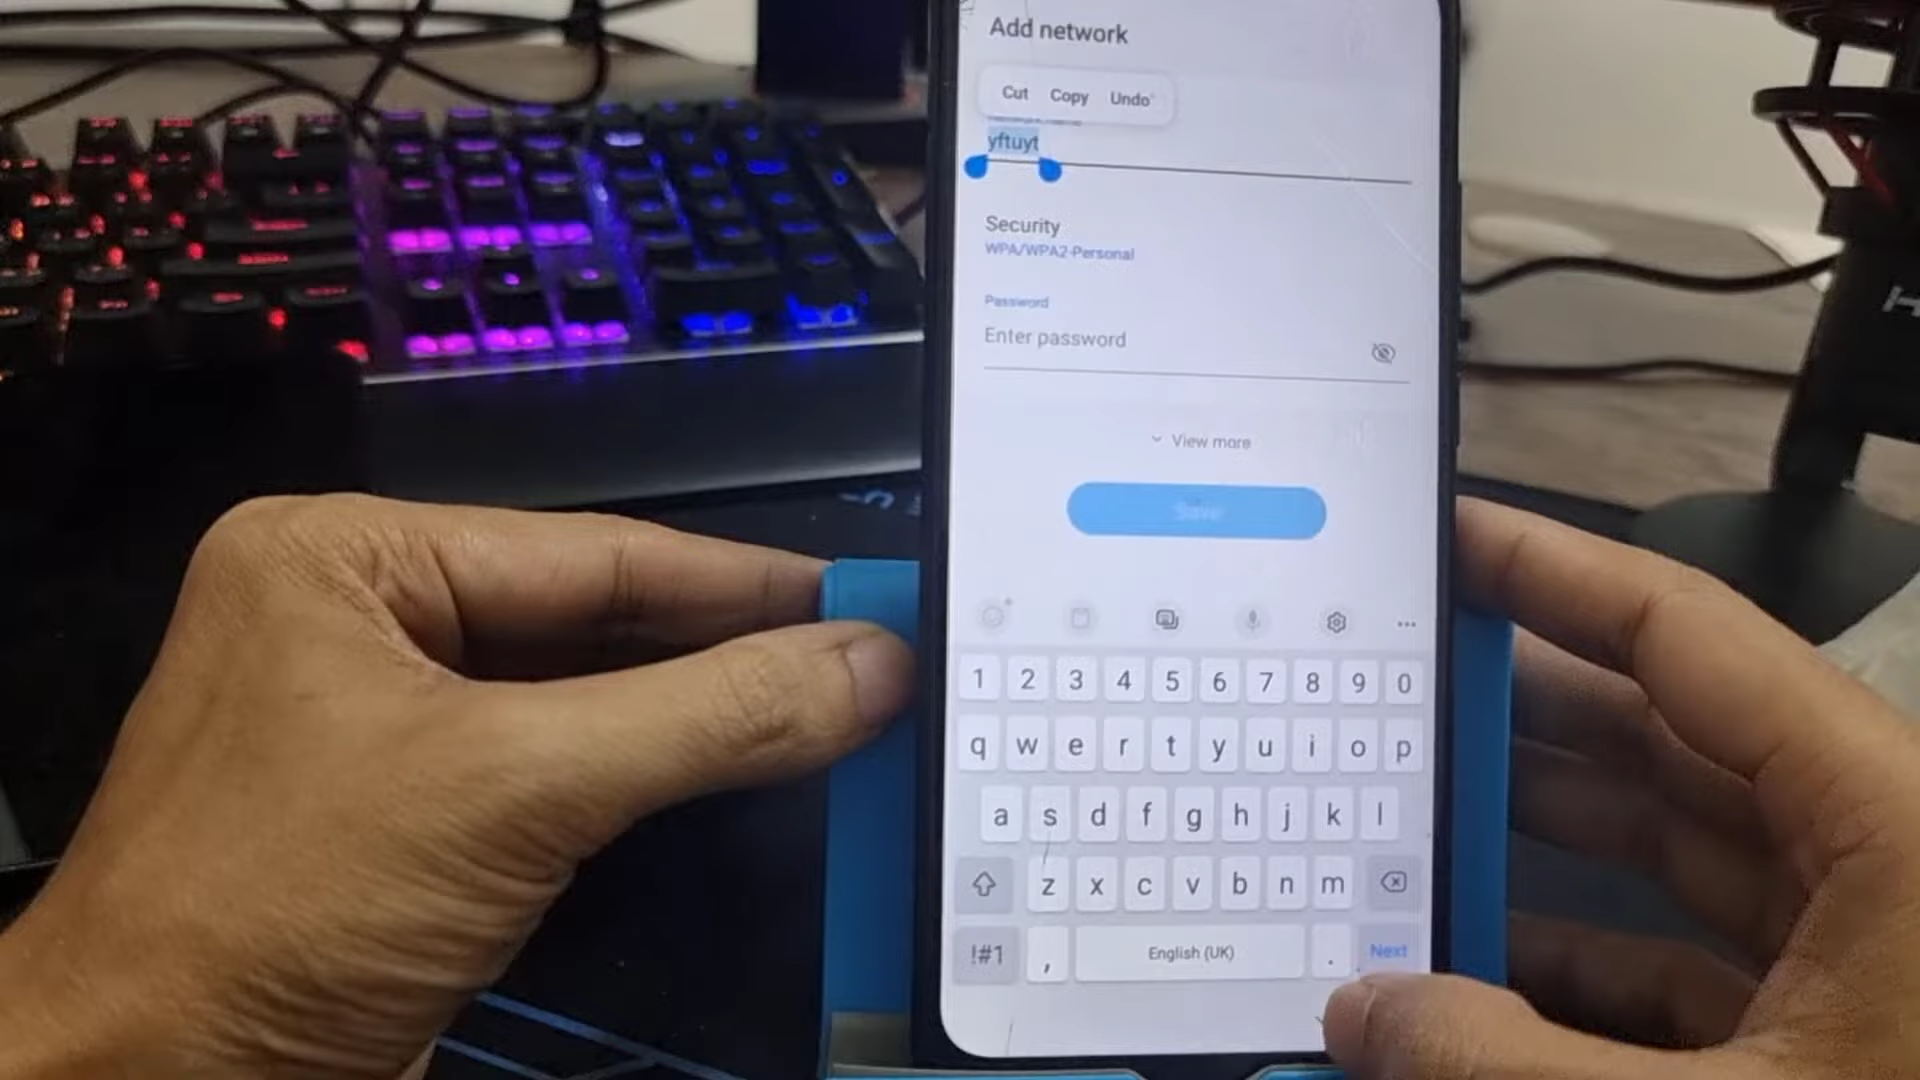 Add network
Cut Copy Undo
yftuyt
Security
WPA/WPA2-Personal
Password
Enter password
View more
Save
1 2 3 4 5 6 7 8 9 0
q w e r t y u i o p
a s d f g h j k l
z x c v b n m
!#1 , English (UK) . Next